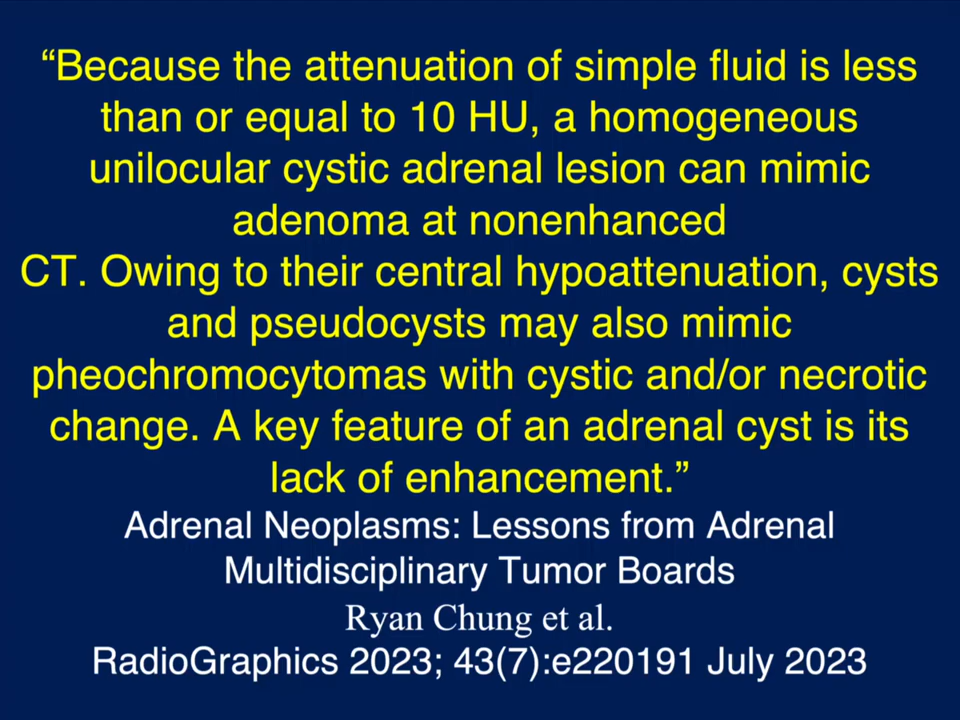 “Because the attenuation of simple fluid is less
than or equal to 10 HU, a homogeneous
unilocular cystic adrenal lesion can mimic
adenoma at nonenhanced
CT. Owing to their central hypoattenuation, cysts
and pseudocysts may also mimic
pheochromocytomas with cystic and/or necrotic
change. A key feature of an adrenal cyst is its
lack of enhancement.”
Adrenal Neoplasms: Lessons from Adrenal
Multidisciplinary Tumor Boards
Ryan Chung et al.
RadioGraphics 2023; 43(7):e220191 July 2023